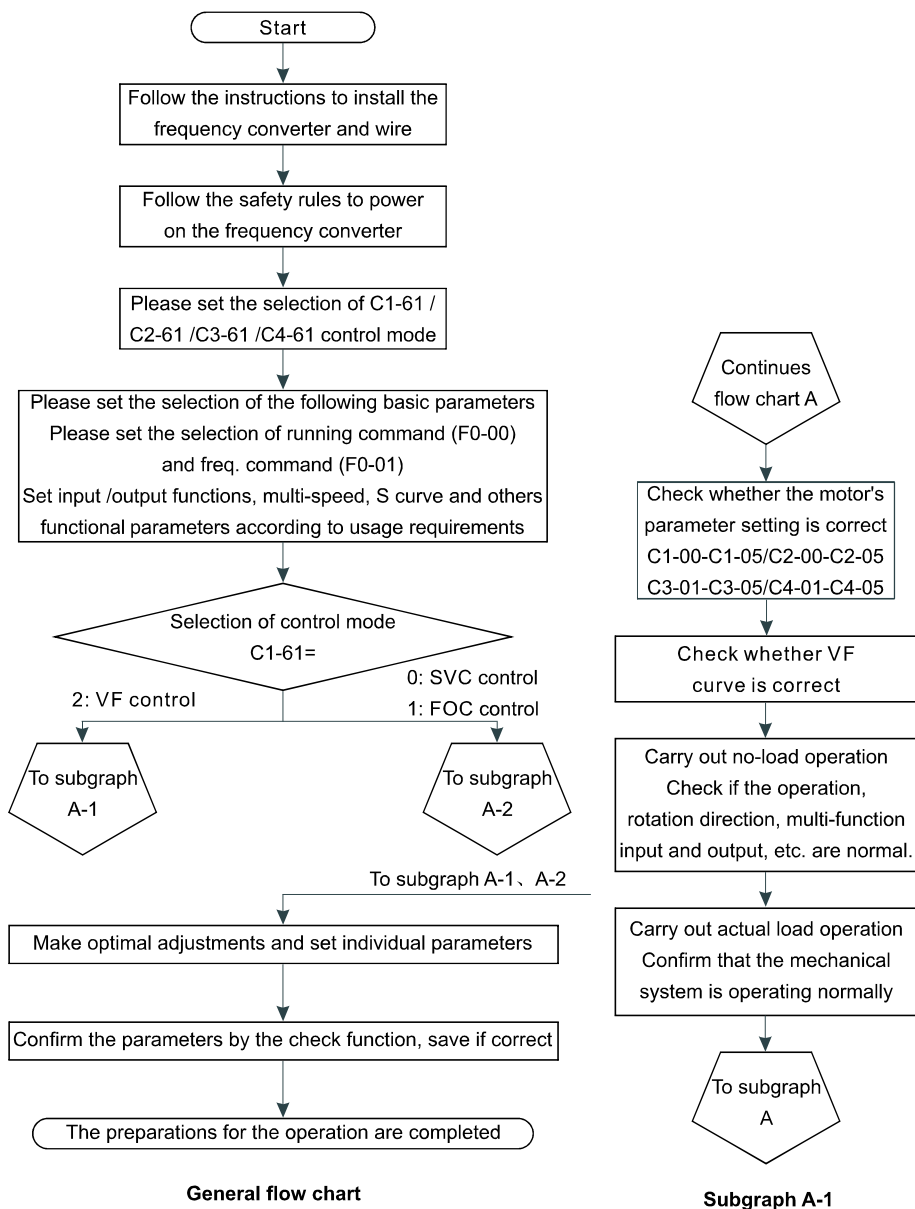 Start
Follow the instructions to install the
frequency converter and wire
Follow the safety rules to power
on the frequency converter
Please set the selection of C1-61 /
C2-61 /C3-61 /C4-61 control mode
Please set the selection of the following basic parameters
Please set the selection of running command (F0-00)
and freq. command (F0-01)
Set input /output functions, multi-speed, S curve and others
functional parameters according to usage requirements
Selection of control mode
C1-61=
2: VF control
0: SVC control
1: FOC control
To subgraph
A-1
To subgraph
A-2
To subgraph A-1、A-2
Make optimal adjustments and set individual parameters
Confirm the parameters by the check function, save if correct
The preparations for the operation are completed
General flow chart
Continues
flow chart A
Check whether the motor's
parameter setting is correct
C1-00-C1-05/C2-00-C2-05
C3-01-C3-05/C4-01-C4-05
Check whether VF
curve is correct
Carry out no-load operation
Check if the operation,
rotation direction, multi-function
input and output, etc. are normal.
Carry out actual load operation
Confirm that the mechanical
system is operating normally
To subgraph
A
Subgraph A-1